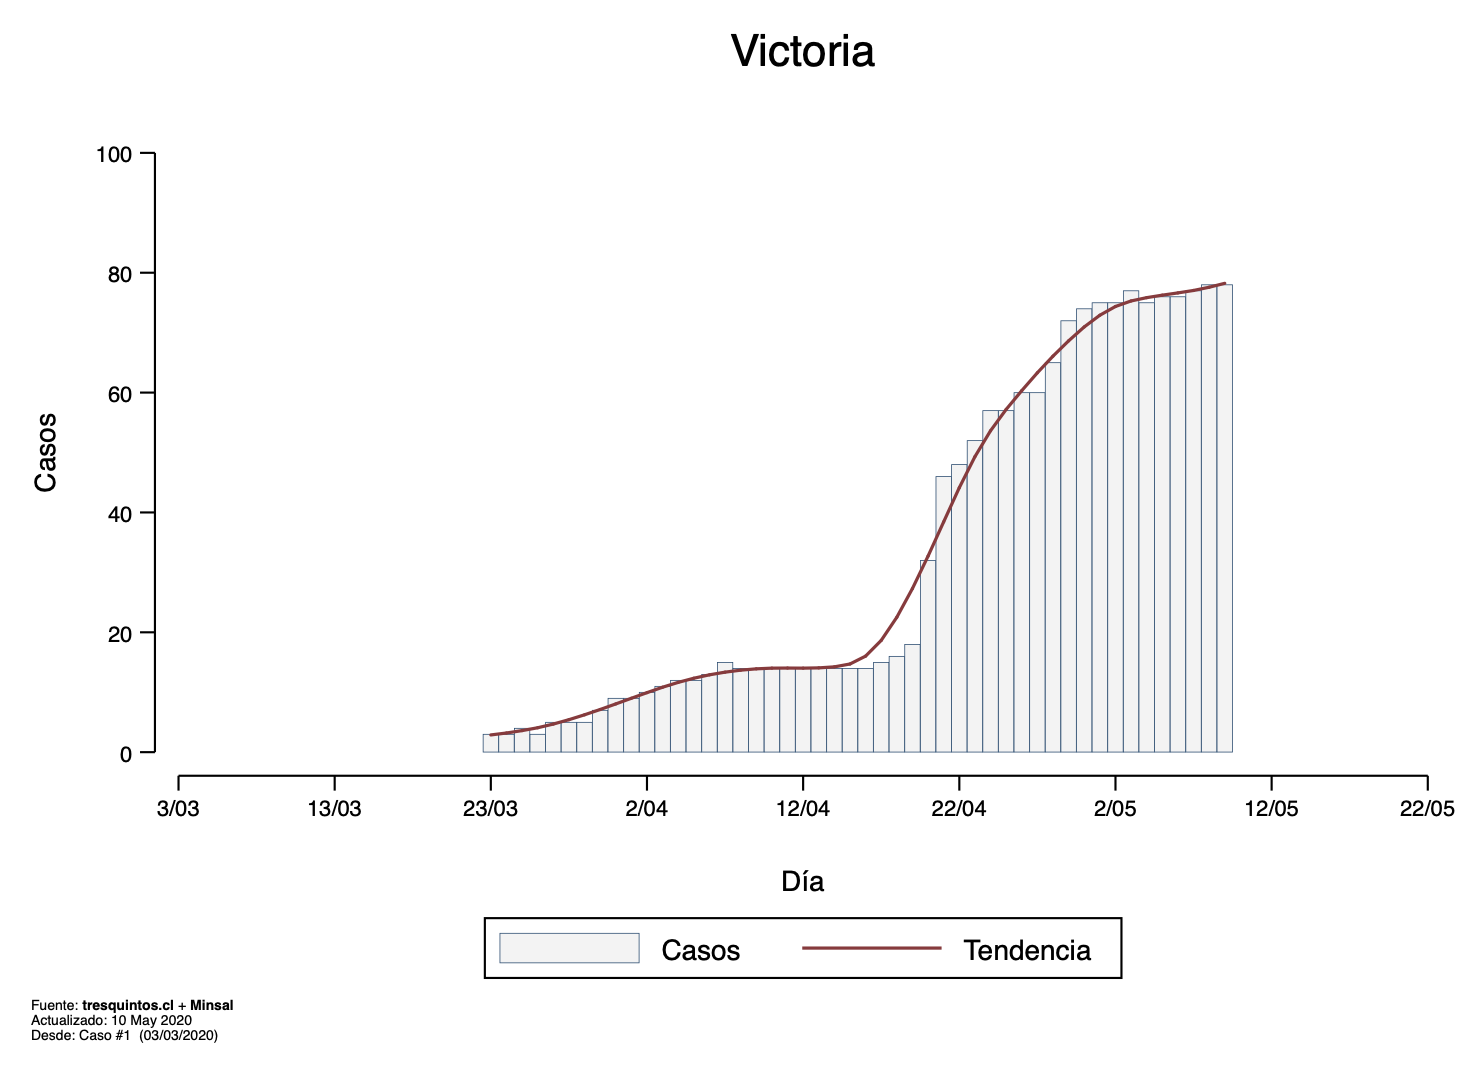 Victoria
100
80
60
40
20
0
Casos
3/03 13/03 23/03 2/04 12/04 22/04 2/05 12/05 22/05
Día
Casos Tendencia
Fuente: tresquintos.cl + Minsal
Actualizado: 10 May 2020
Desde: Caso #1 (03/03/2020)